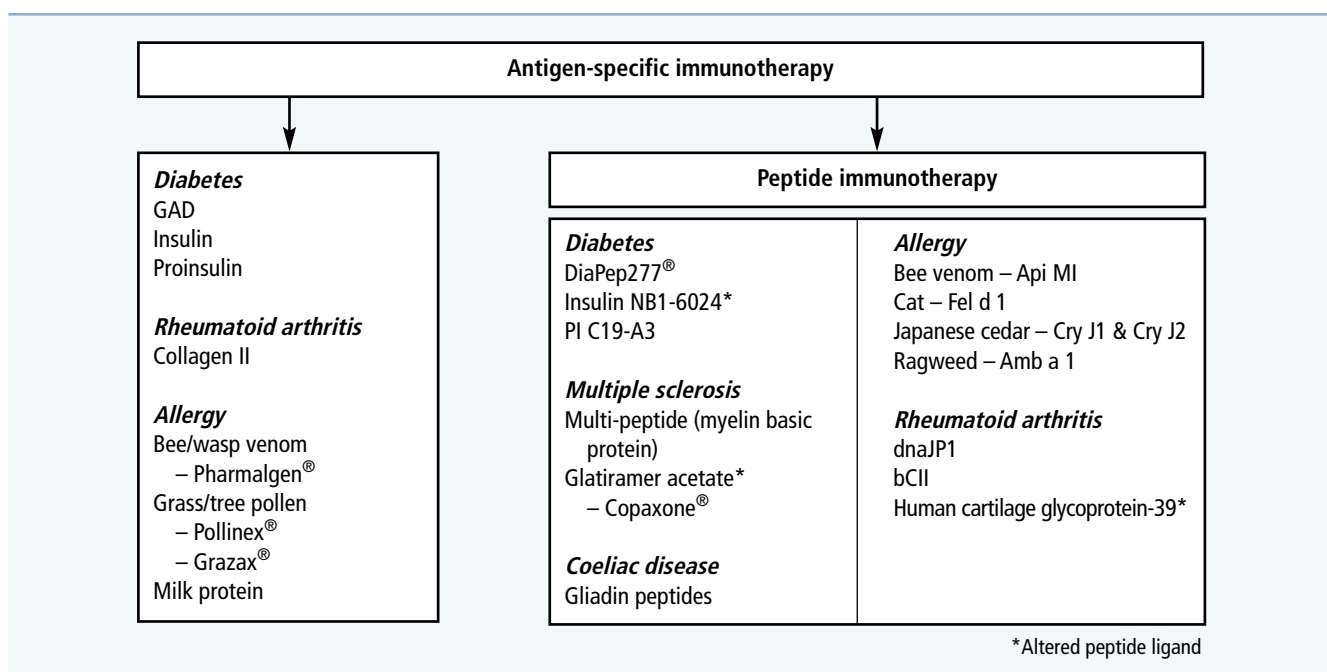 Antigen-specific immunotherapy
Diabetes
GAD
Insulin
Proinsulin
Rheumatoid arthritis
Collagen II
Allergy
Bee/wasp venom
– Pharmalgen®
Grass/tree pollen
– Pollinex®
– Grazax®
Milk protein
Peptide immunotherapy
Diabetes
DiaPep277®
Insulin NB1-6024*
PI C19-A3
Multiple sclerosis
Multi-peptide (myelin basic
protein)
Glatiramer acetate*
– Copaxone®
Coeliac disease
Gliadin peptides
Allergy
Bee venom – Api MI
Cat – Fel d 1
Japanese cedar – Cry J1 & Cry J2
Ragweed – Amb a 1
Rheumatoid arthritis
dnaJP1
bCII
Human cartilage glycoprotein-39*
*Altered peptide ligand